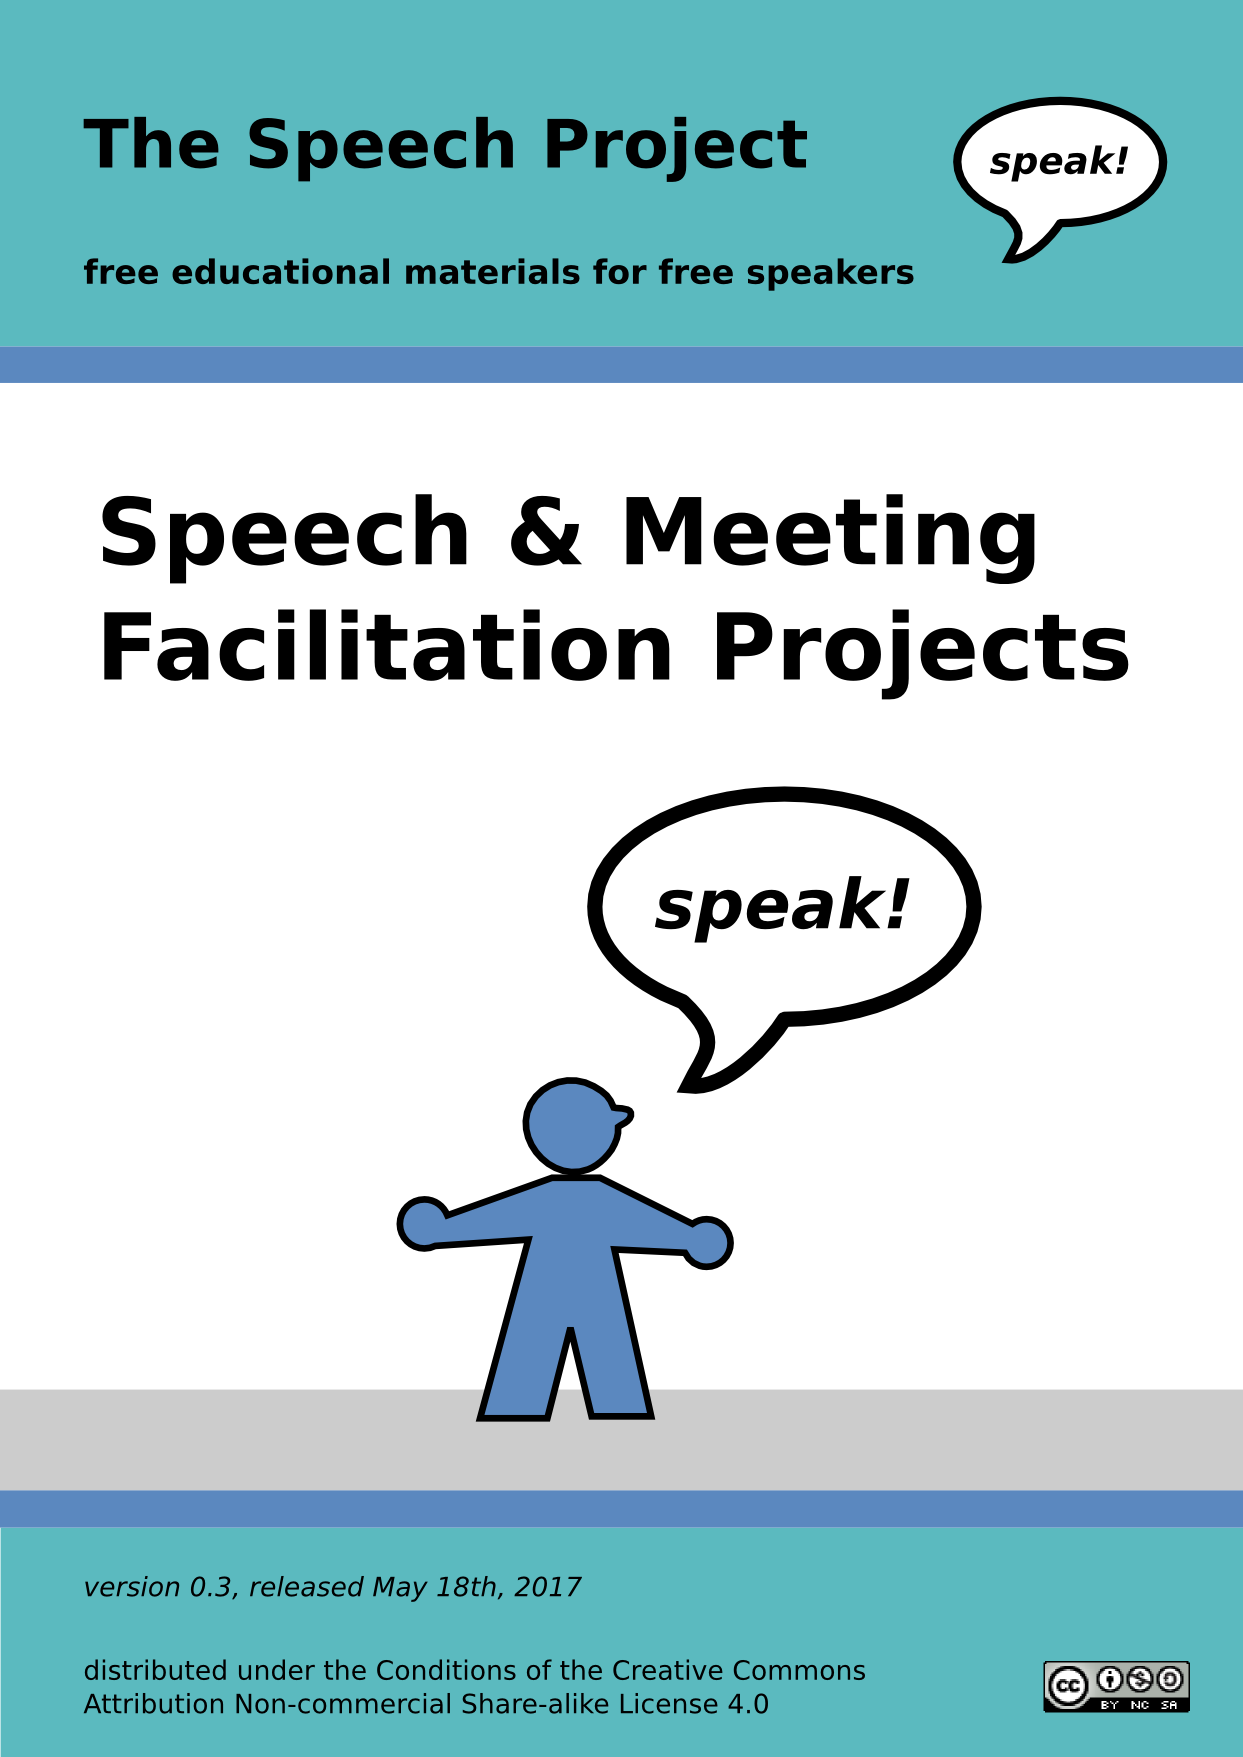 The Speech Project
speak!
free educational materials for free speakers
Speech & Meeting
Facilitation Projects
speak!
version 0.3, released May 18th, 2017
distributed under the Conditions of the Creative Commons
Attribution Non-commercial Share-alike License 4.0
cc
BY NC SA